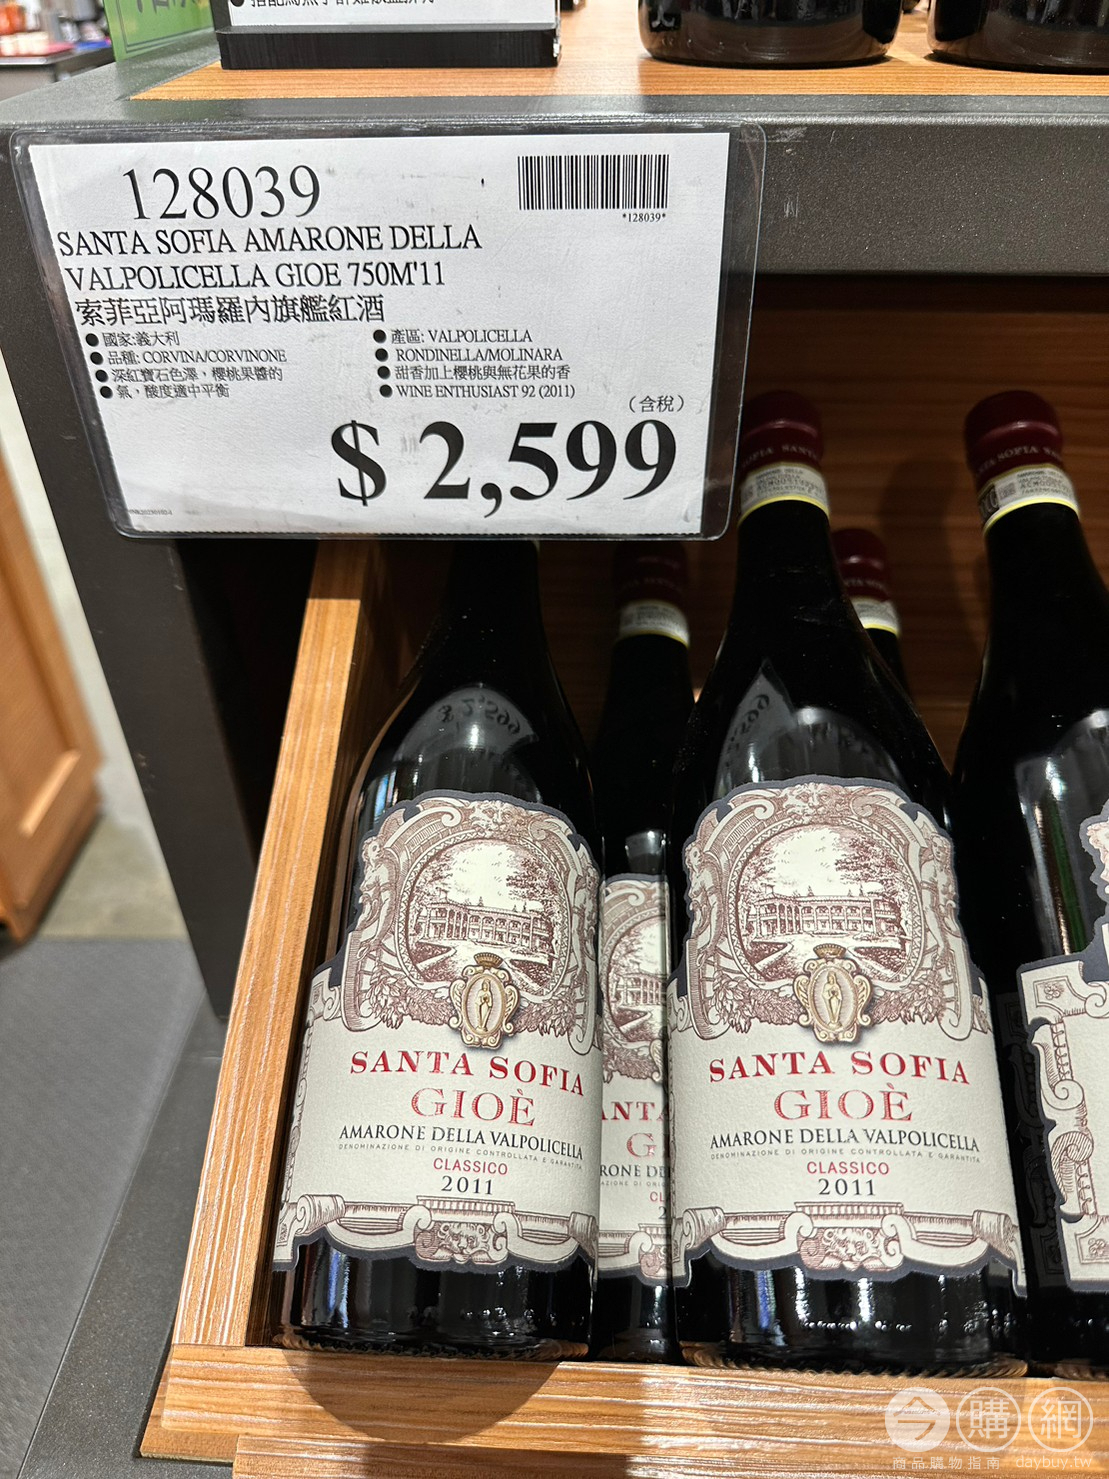 128039
*128039*
SANTA SOFIA AMARONE DELLA
VALPOLICELLA GIOE 750M'11
索菲亞阿瑪羅內旗艦紅酒
●國家:義大利
●品種: CORVINA/CORVINONE
●深紅寶石色澤，櫻桃果醬的
●氣，酸度適中平衡
●產區: VALPOLICELLA
●RONDINELLA/MOLINARA
●甜香加上櫻桃與無花果的香
●WINE ENTHUSIAST 92 (2011)
（含稅）
$ 2,599
SANTA SOFIA
GIOÈ
AMARONE DELLA VALPOLICELLA
DENOMINAZIONE DI ORIGINE CONTROLLATA E GARANTITA
CLASSICO
2011
SANTA SOFIA
GIOÈ
AMARONE DELLA VALPOLICELLA
DENOMINAZIONE DI ORIGINE CONTROLLATA E GARANTITA
CLASSICO
2011
今購網
商品購物指南 daybuy.tw